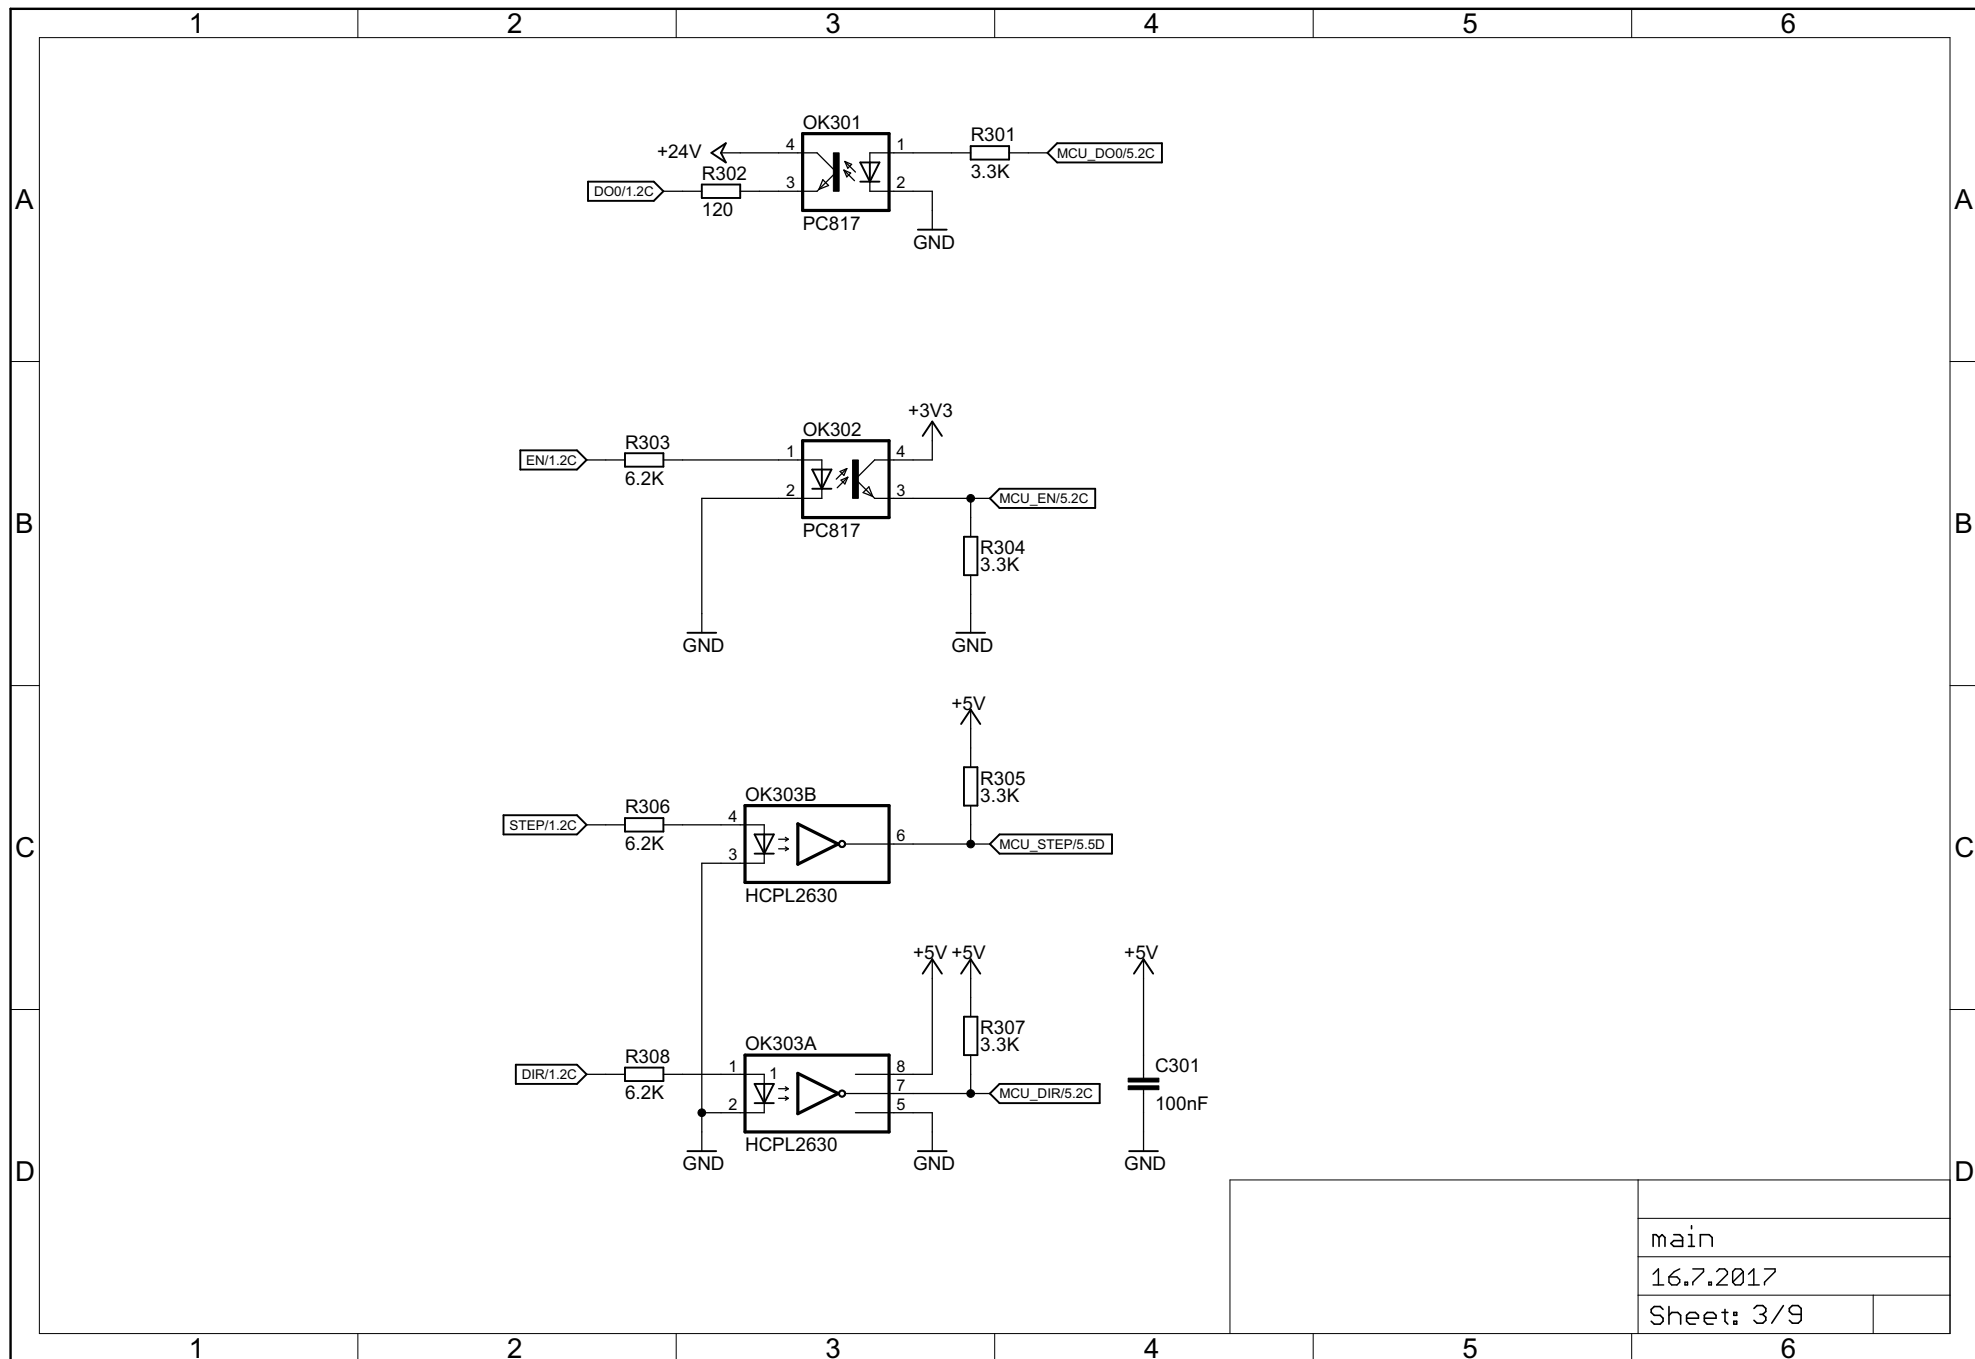 1 2 3 4 5 6
A A
OK301
+24V 4 1 R301 MCU_DO0/5.2C
3.3K
DO0/1.2C R302 3 2
120
PC817
GND
B B
+3V3
OK302
EN/1.2C R303 1 4
6.2K
2 3 MCU_EN/5.2C
PC817
R304
3.3K
GND GND
C C
+5V
R305
3.3K
OK303B
STEP/1.2C R306 4 6 MCU_STEP/5.5D
6.2K
3
HCPL2630
+5V +5V +5V
D D
R307
3.3K
OK303A
DIR/1.2C R308 1 1 8
6.2K
7 MCU_DIR/5.2C
2 5
HCPL2630
C301
100nF
GND GND GND
main
16.7.2017
Sheet: 3/9
1 2 3 4 5 6